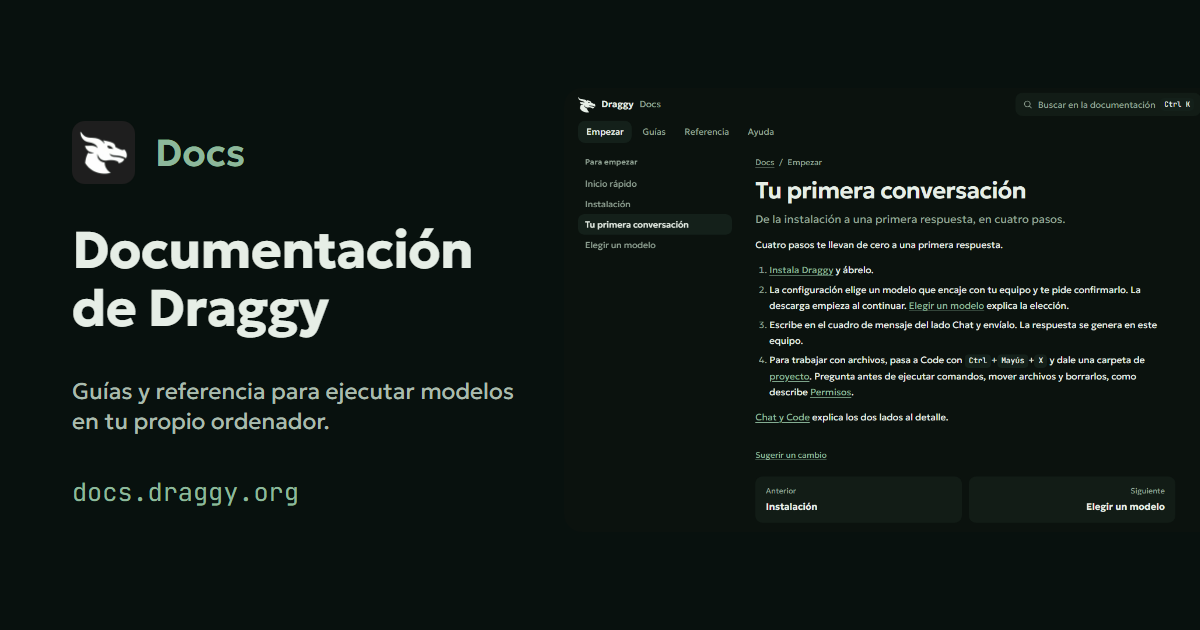 Docs
Documentación
de Draggy
Guías y referencia para ejecutar modelos
en tu propio ordenador.
docs.draggy.org
Draggy Docs
Buscar en la documentación Ctrl K
Empezar Guías Referencia Ayuda
Para empezar
Inicio rápido
Instalación
Tu primera conversación
Elegir un modelo
Docs / Empezar
Tu primera conversación
De la instalación a una primera respuesta, en cuatro pasos.
Cuatro pasos te llevan de cero a una primera respuesta.
1. Instala Draggy y ábrelo.
2. La configuración elige un modelo que encaje con tu equipo y te pide confirmarlo. La
descarga empieza al continuar. Elegir un modelo explica la elección.
3. Escribe en el cuadro de mensaje del lado Chat y envíalo. La respuesta se genera en este
equipo.
4. Para trabajar con archivos, pasa a Code con Ctrl + Mayús + X y dale una carpeta de
proyecto. Pregunta antes de ejecutar comandos, mover archivos y borrarlos, como
describe Permisos.
Chat y Code explica los dos lados al detalle.
Sugerir un cambio
Anterior
Instalación
Siguiente
Elegir un modelo